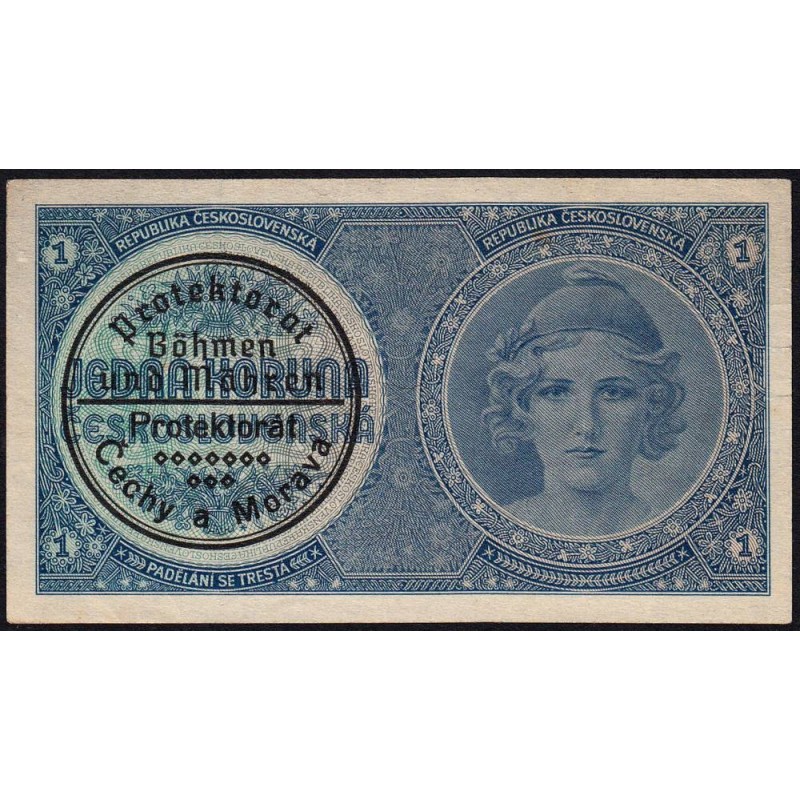 REPUBLIKA ČESKOSLOVENSKÁ
REPUBLIKA ČESKOSLOVENSKÁ
1
1
Protektorat
Böhmen
und Mähren
JEDNA KORUNA
Protektorát
ČESKOSLOVENSKÁ
Čechy a Morava
1
1
PADĚLÁNÍ SE TRESTÁ